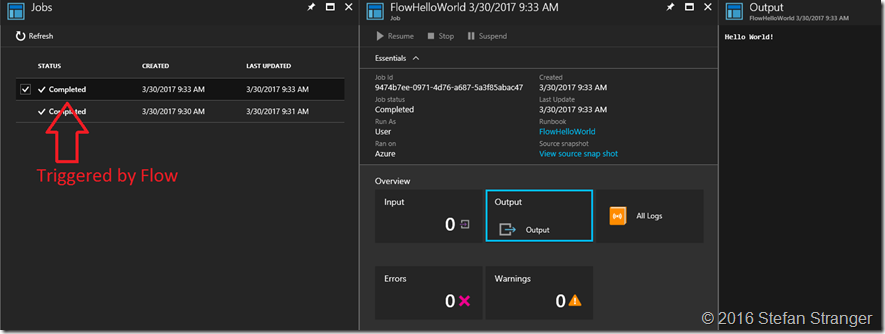 Jobs
Refresh
STATUS CREATED LAST UPDATED
Completed 3/30/2017 9:33 AM 3/30/2017 9:33 AM
Completed 3/30/2017 9:30 AM 3/30/2017 9:31 AM
Triggered by Flow
FlowHelloWorld 3/30/2017 9:33 AM
Job
Resume Stop Suspend
Essentials
Job Id
9474b7ee-0971-4d76-a687-5a3f85abac47
Job status
Completed
Run As
User
Ran on
Azure
Created
3/30/2017 9:33 AM
Last Update
3/30/2017 9:33 AM
Runbook
FlowHelloWorld
Source snapshot
View source snap shot
Overview
Input
0
Output
Output
All Logs
Errors
0
Warnings
0
Output
FlowHelloWorld 3/30/2017 9:33 AM
Hello World!
© 2016 Stefan Stranger